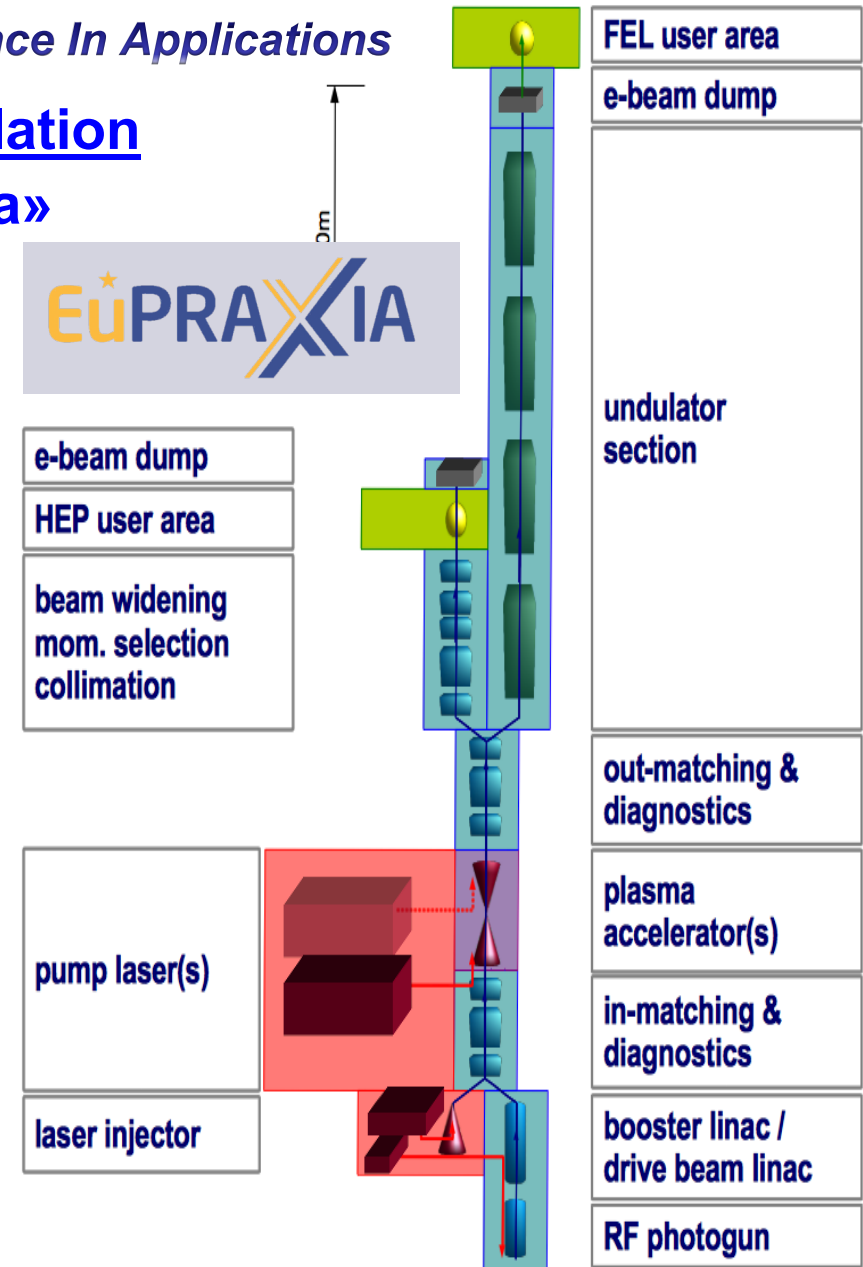 In Applications
FEL user area
e-beam dump
a»
EuPRAXIA
undulator
section
e-beam dump
HEP user area
beam widening
mom. selection
collimation
out-matching &
diagnostics
plasma
accelerator(s)
pump laser(s)
in-matching &
diagnostics
laser injector
booster linac /
drive beam linac
RF photogun